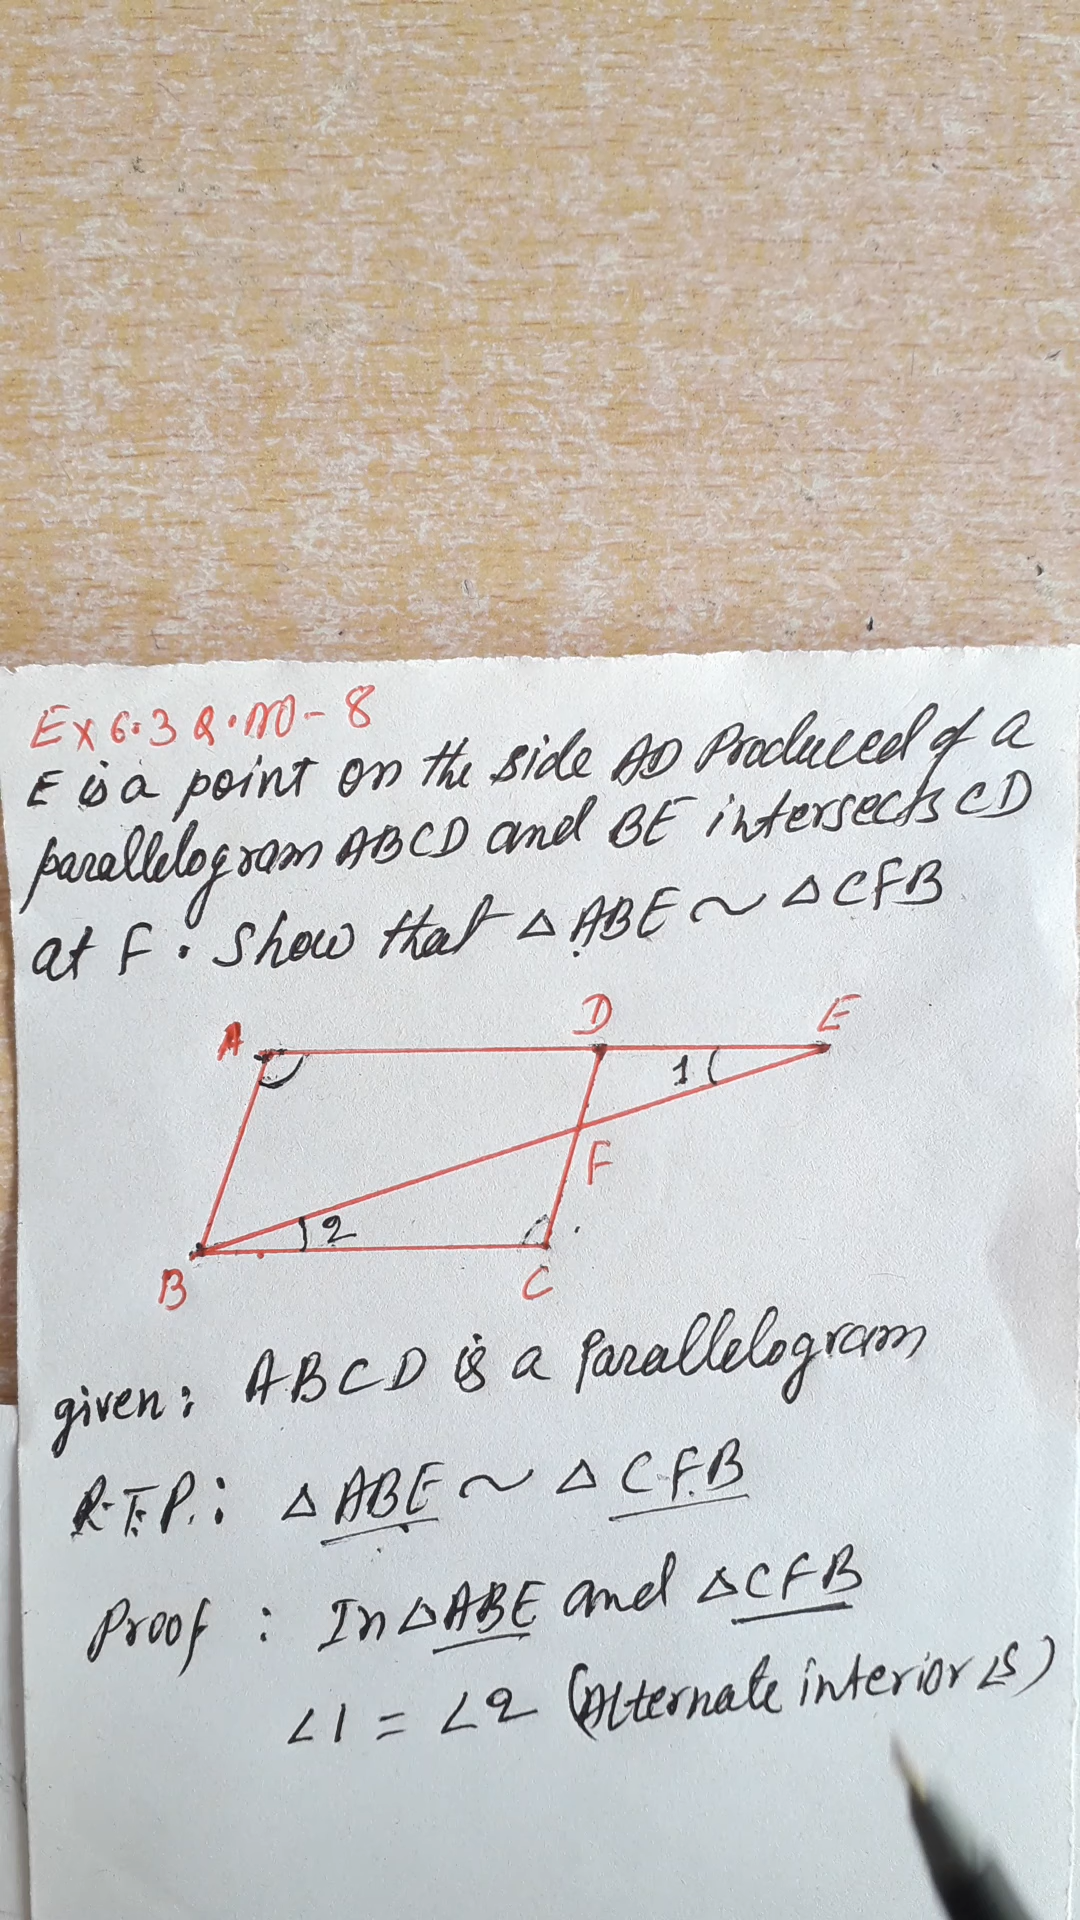 Ex 6.3 Q.NO - 8
E is a point on the side AD Produced of a
parallelogram ABCD and BE intersects CD
at F. Show that △ABE ~ △CFB
A D E
1
F
2
B C
given: ABCD is a Parallelogram
R.T.P.: △ABE ~ △CFB
Proof : In △ABE and △CFB
∠1 = ∠2 (Alternate interior ∠s)